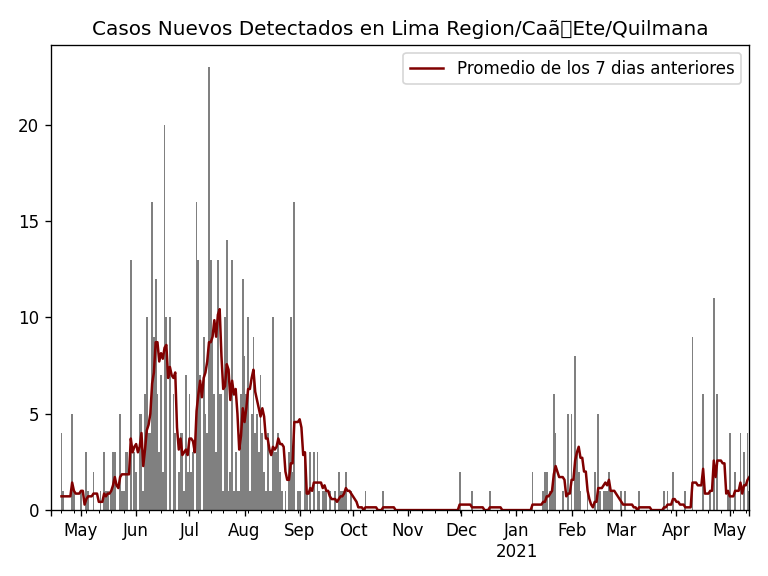 Casos Nuevos Detectados en Lima Region/Caã▯Ete/Quilmana
Promedio de los 7 dias anteriores
20
15
10
5
0
May Jun Jul Aug Sep Oct Nov Dec Jan Feb Mar Apr May
2021